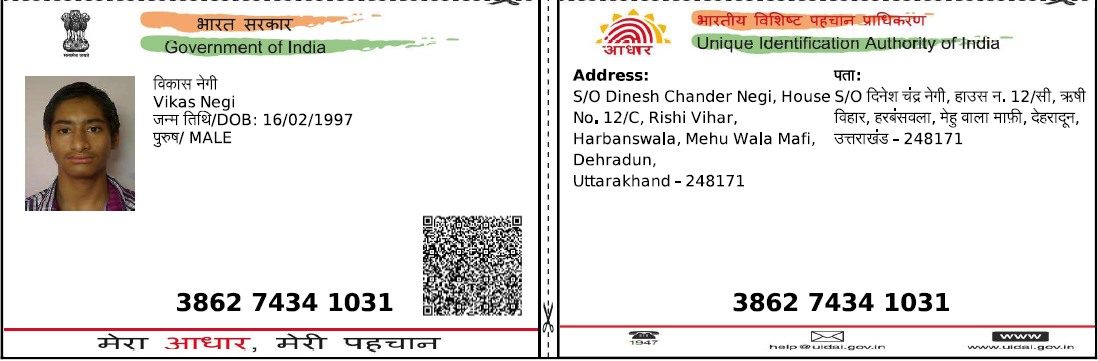 भारत सरकार
Government of India
विकास नेगी
Vikas Negi
जन्म तिथि/DOB: 16/02/1997
पुरुष/ MALE
3862 7434 1031
मेरा आधार, मेरी पहचान
भारतीय विशिष्ट पहचान प्राधिकरण
Unique Identification Authority of India
आधार
Address:
S/O Dinesh Chander Negi, House
No. 12/C, Rishi Vihar,
Harbanswala, Mehu Wala Mafi,
Dehradun,
Uttarakhand – 248171
पता:
S/O दिनेश चंद्र नेगी, हाउस न. 12/सी, ऋषी
विहार, हरबंसवला, मेहु वाला माफ़ी, देहरादून,
उत्तराखंड – 248171
3862 7434 1031
1947
help@uidai.gov.in
www
www.uidai.gov.in